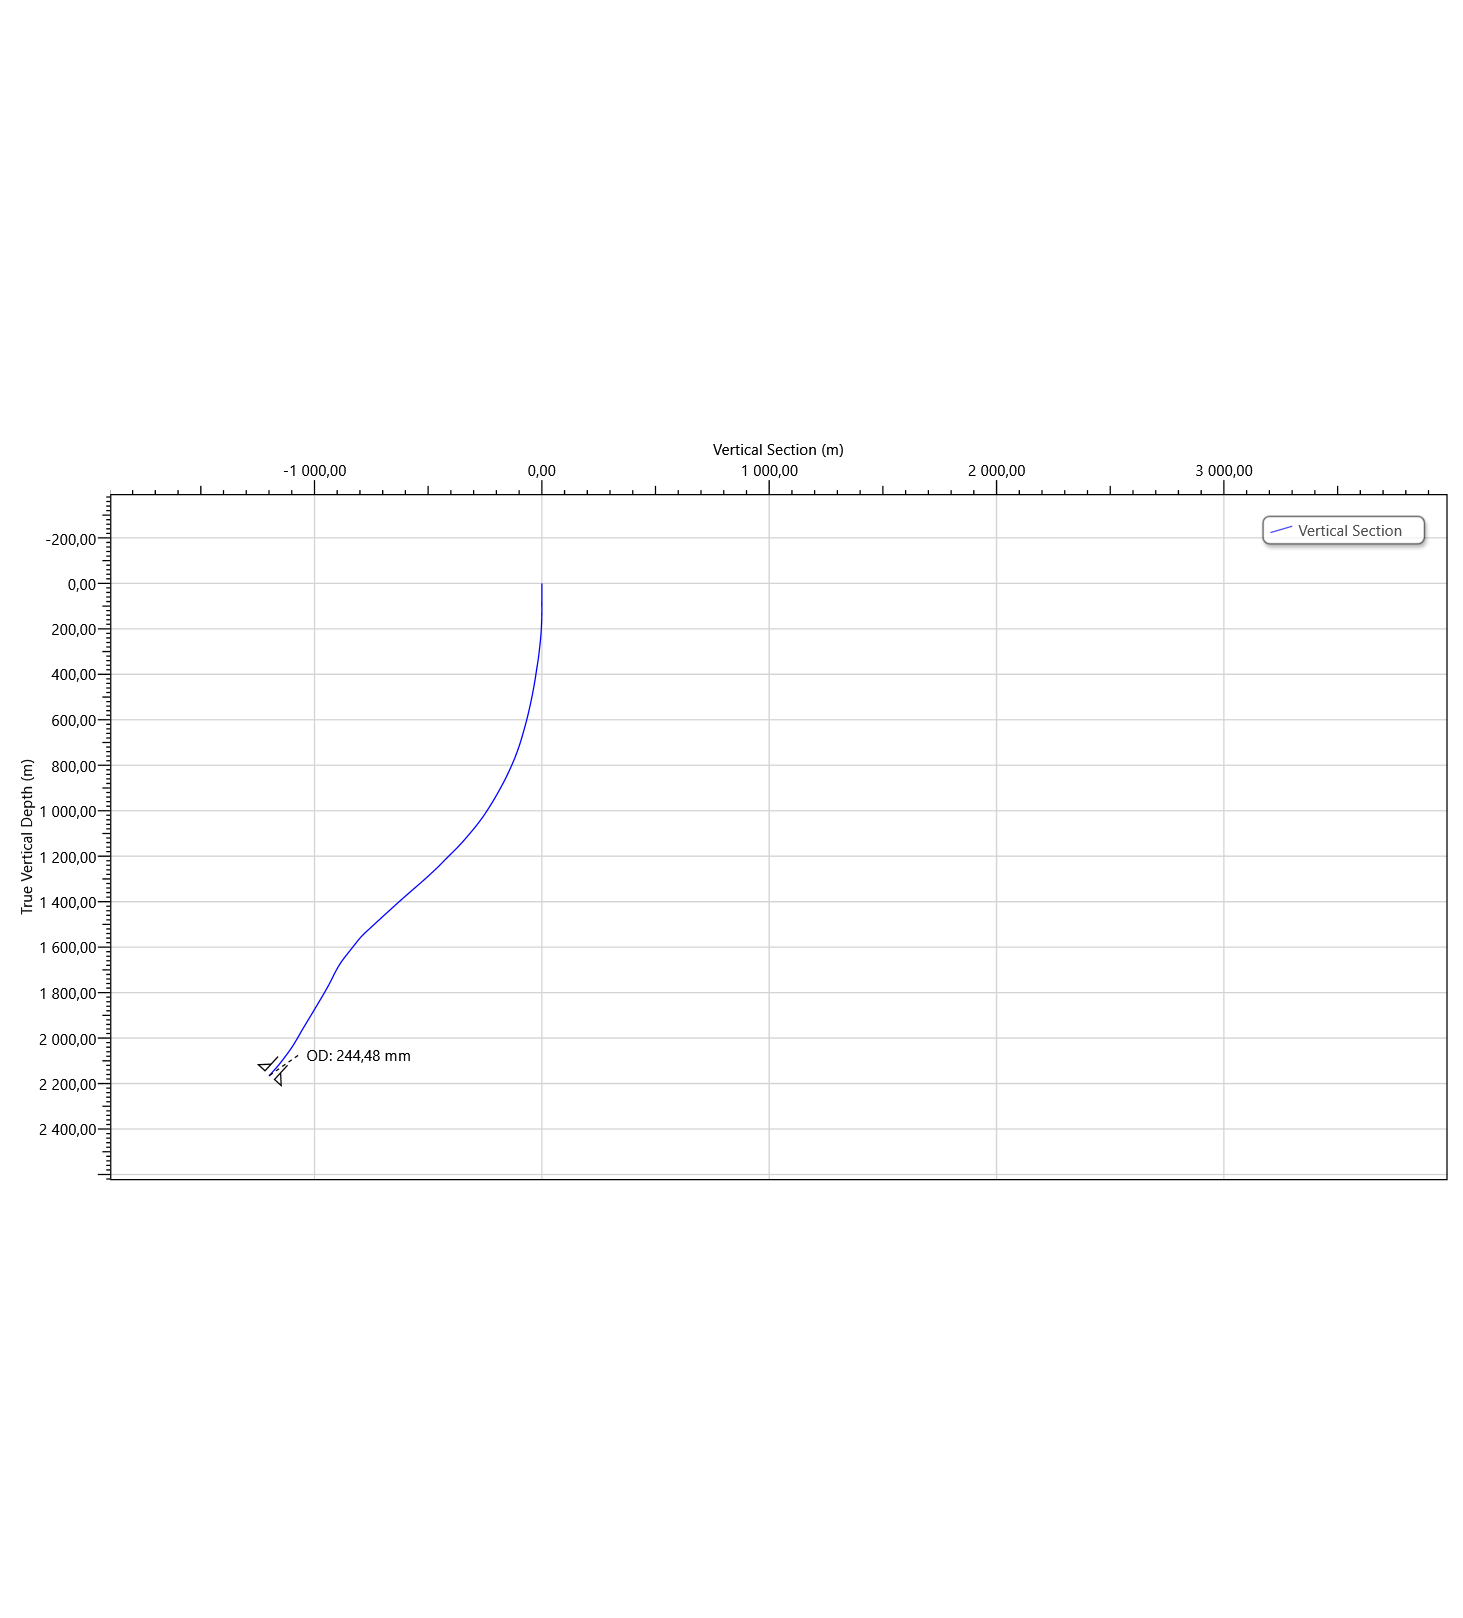 Vertical Section (m)
-1 000,00 0,00 1 000,00 2 000,00 3 000,00
Vertical Section
-200,00
0,00
200,00
400,00
600,00
800,00
1 000,00
1 200,00
1 400,00
1 600,00
1 800,00
2 000,00
2 200,00
2 400,00
True Vertical Depth (m)
OD: 244,48 mm